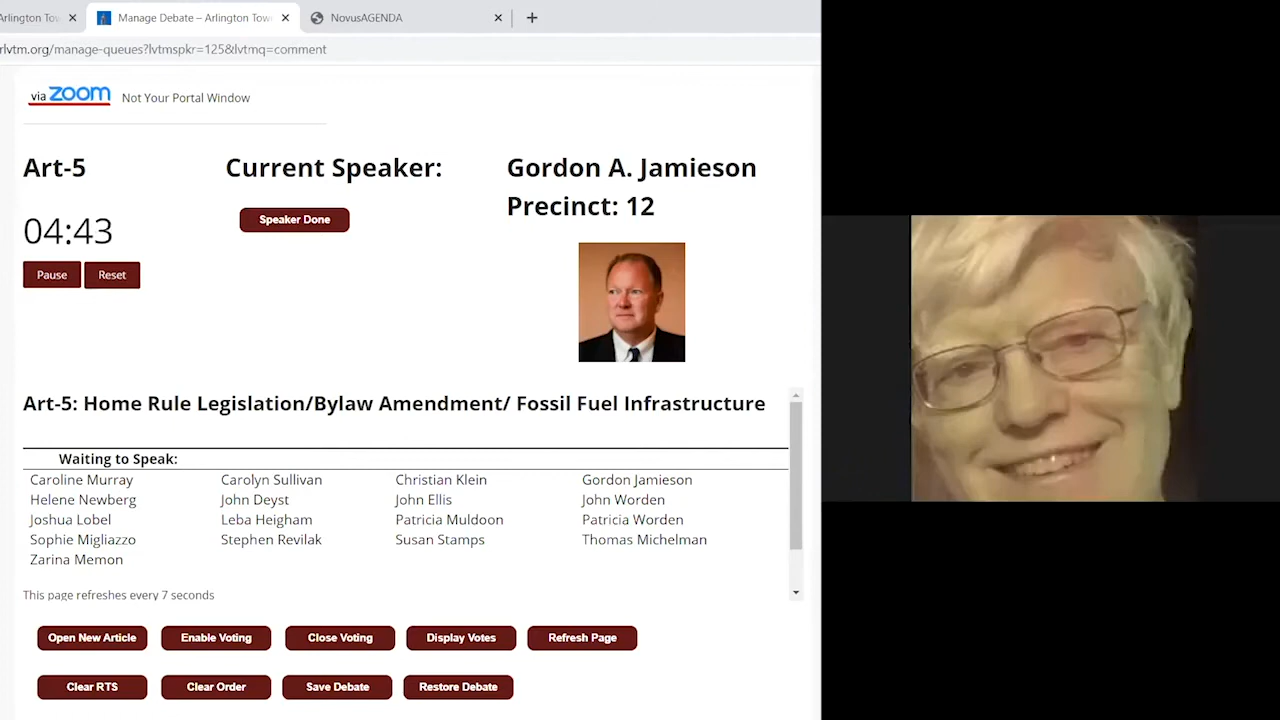 Arlington Tow
Manage Debate – Arlington Tow
NovusAGENDA
rlvtm.org/manage-queues?lvtmspkr=125&lvtmq=comment
via zoom Not Your Portal Window
Art-5 Current Speaker: Gordon A. Jamieson
Precinct: 12
04:43 Speaker Done
Pause Reset
Art-5: Home Rule Legislation/Bylaw Amendment/ Fossil Fuel Infrastructure
Waiting to Speak:
Caroline Murray Carolyn Sullivan Christian Klein Gordon Jamieson
Helene Newberg John Deyst John Ellis John Worden
Joshua Lobel Leba Heigham Patricia Muldoon Patricia Worden
Sophie Migliazzo Stephen Revilak Susan Stamps Thomas Michelman
Zarina Memon
This page refreshes every 7 seconds
Open New Article Enable Voting Close Voting Display Votes Refresh Page
Clear RTS Clear Order Save Debate Restore Debate